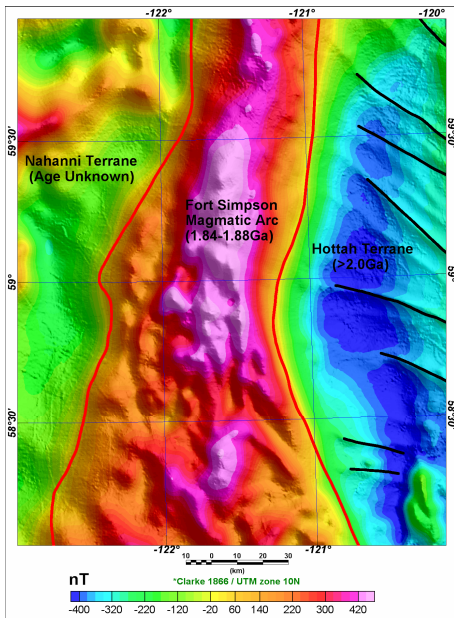 -122° -121° -120°
59°30'
59°30'
Nahanni Terrane
(Age Unknown)
Fort Simpson
Magmatic Arc
(1.84-1.88Ga)
Hottah Terrane
(>2.0Ga)
59°
59°
58°30'
58°30'
-122° -121°
10 0 10 20 30
(km)
*Clarke 1866 / UTM zone 10N
nT
-400 -320 -220 -120 -20 60 140 220 300 420